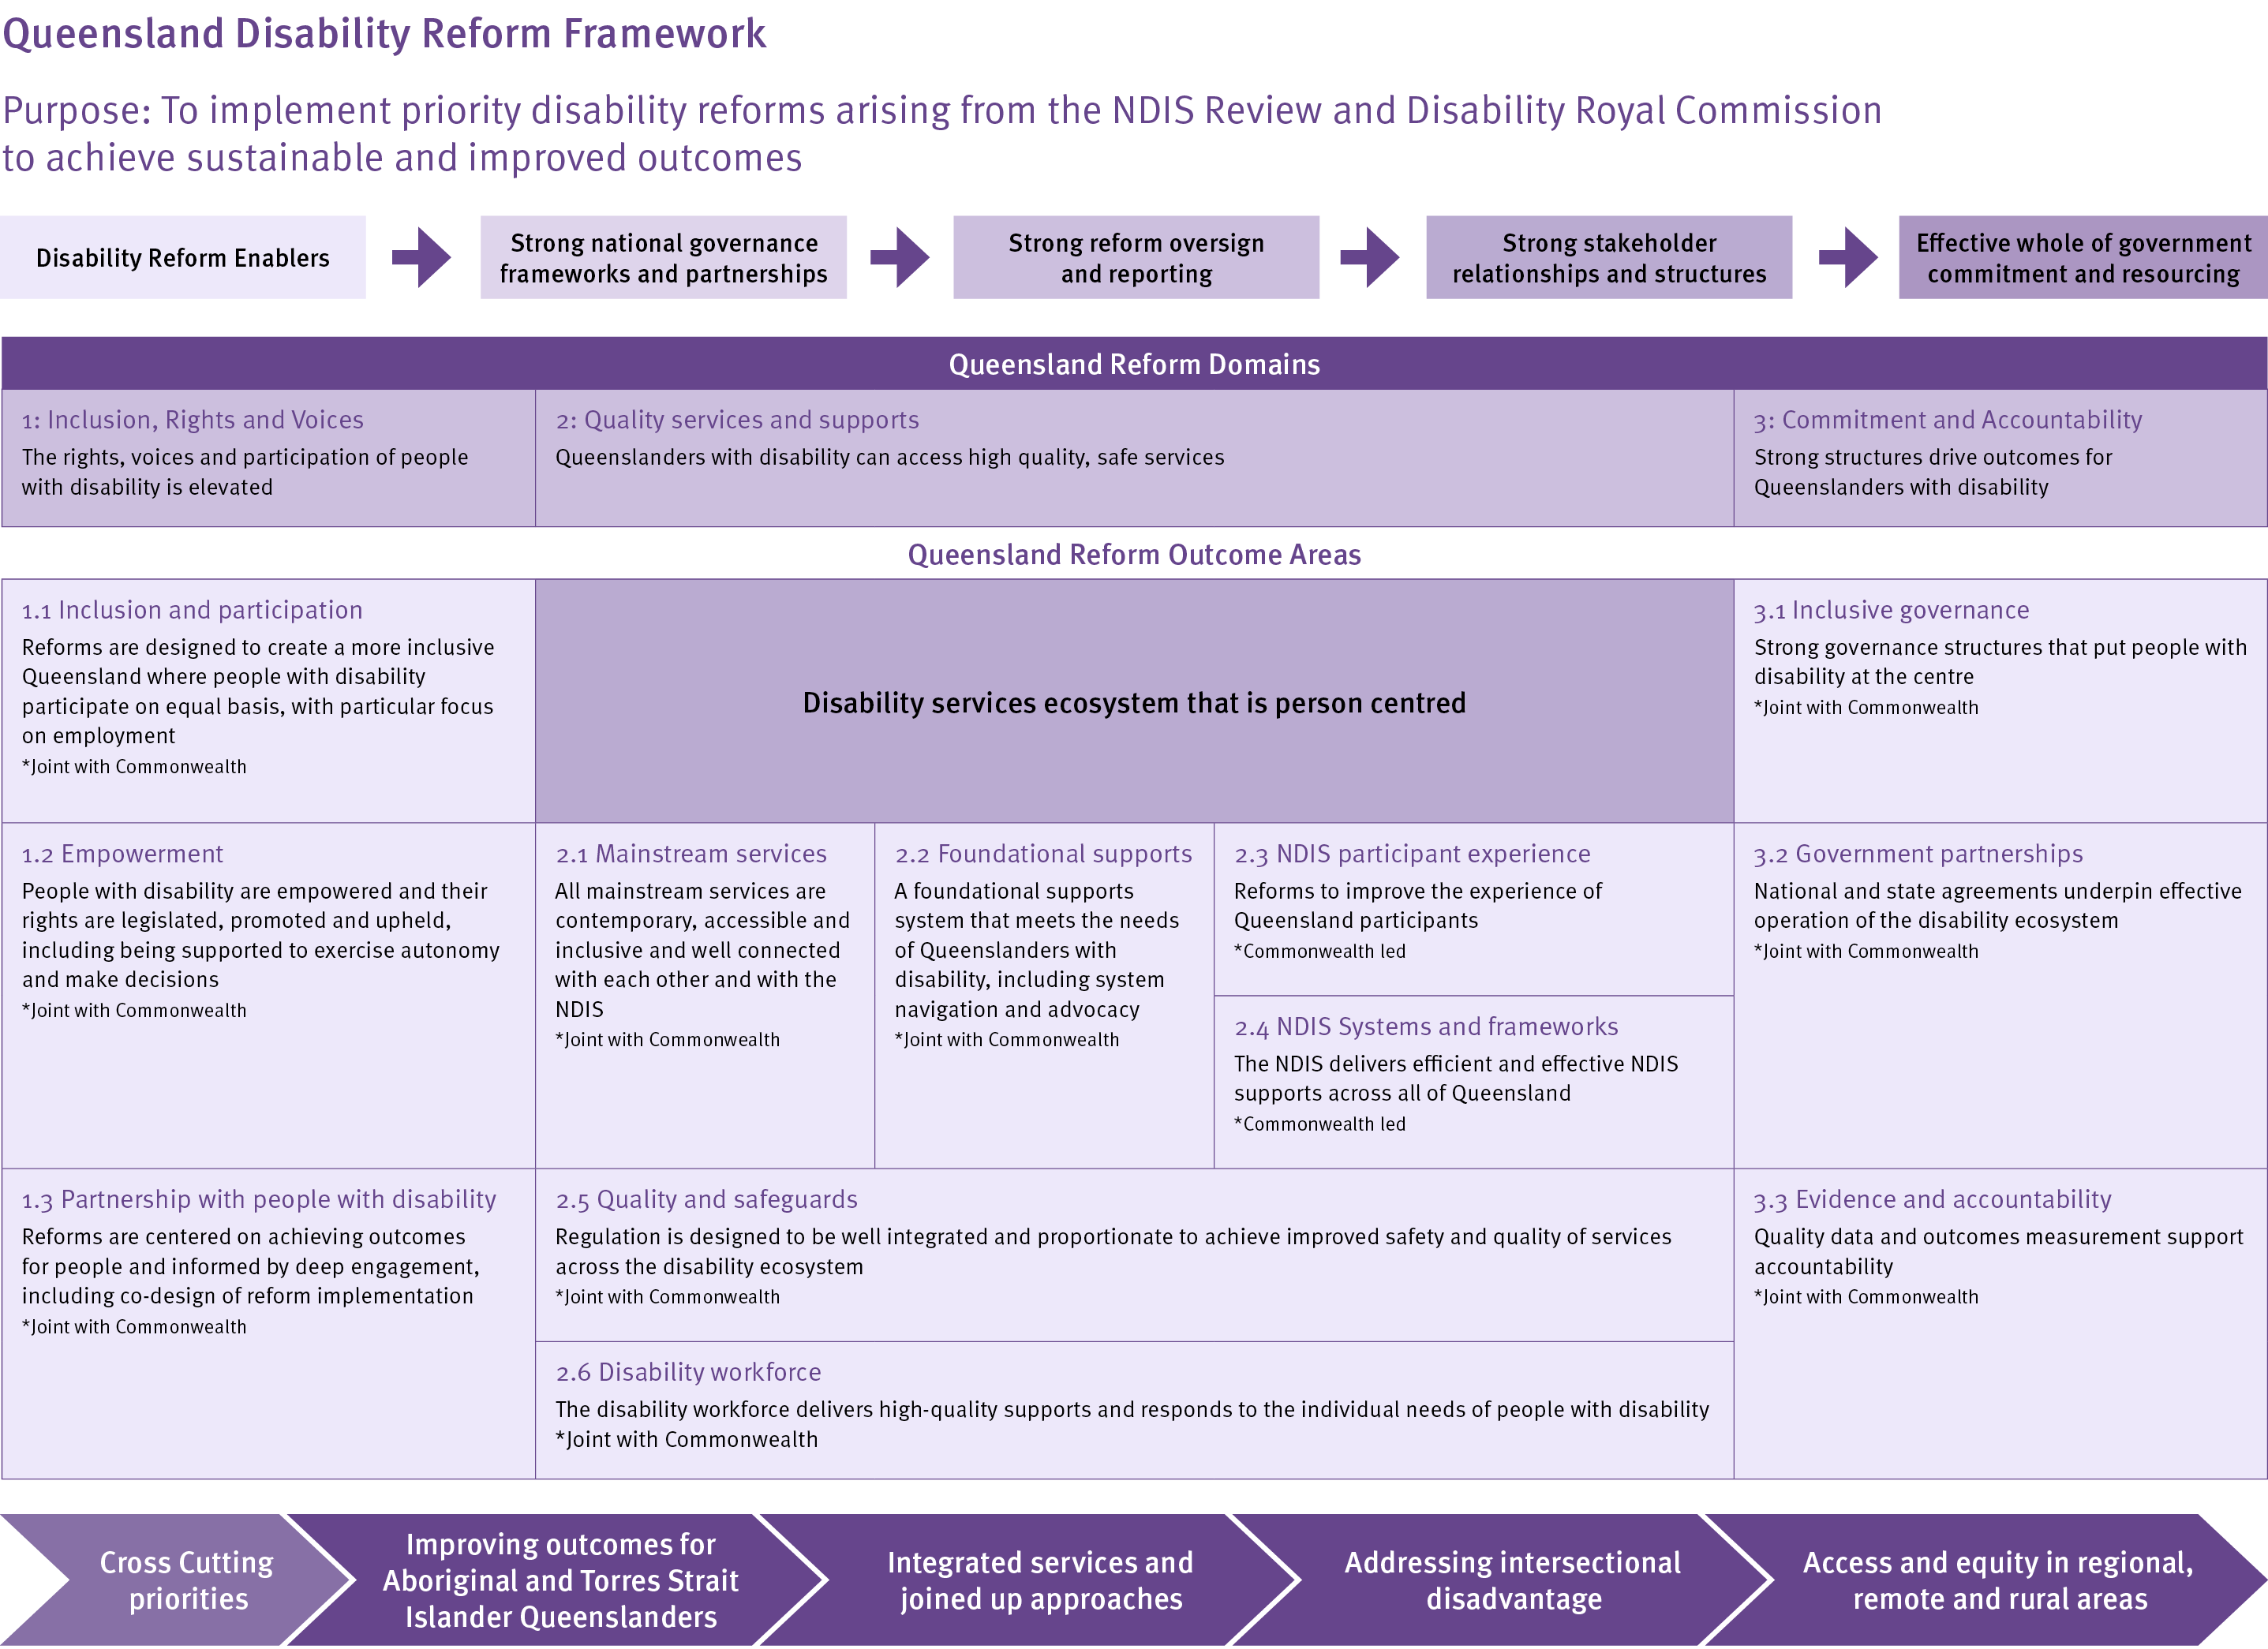 Queensland Disability Reform Framework
Purpose: To implement priority disability reforms arising from the NDIS Review and Disability Royal Commission
to achieve sustainable and improved outcomes
Disability Reform Enablers
Strong national governance
frameworks and partnerships
Strong reform oversign
and reporting
Strong stakeholder
relationships and structures
Effective whole of government
commitment and resourcing
Queensland Reform Domains
1: Inclusion, Rights and Voices
The rights, voices and participation of people
with disability is elevated
2: Quality services and supports
Queenslanders with disability can access high quality, safe services
3: Commitment and Accountability
Strong structures drive outcomes for
Queenslanders with disability
Queensland Reform Outcome Areas
1.1 Inclusion and participation
Reforms are designed to create a more inclusive
Queensland where people with disability
participate on equal basis, with particular focus
on employment
*Joint with Commonwealth
Disability services ecosystem that is person centred
3.1 Inclusive governance
Strong governance structures that put people with
disability at the centre
*Joint with Commonwealth
1.2 Empowerment
People with disability are empowered and their
rights are legislated, promoted and upheld,
including being supported to exercise autonomy
and make decisions
*Joint with Commonwealth
2.1 Mainstream services
All mainstream services are
contemporary, accessible and
inclusive and well connected
with each other and with the
NDIS
*Joint with Commonwealth
2.2 Foundational supports
A foundational supports
system that meets the needs
of Queenslanders with
disability, including system
navigation and advocacy
*Joint with Commonwealth
2.3 NDIS participant experience
Reforms to improve the experience of
Queensland participants
*Commonwealth led
2.4 NDIS Systems and frameworks
The NDIS delivers efficient and effective NDIS
supports across all of Queensland
*Commonwealth led
3.2 Government partnerships
National and state agreements underpin effective
operation of the disability ecosystem
*Joint with Commonwealth
1.3 Partnership with people with disability
Reforms are centered on achieving outcomes
for people and informed by deep engagement,
including co-design of reform implementation
*Joint with Commonwealth
2.5 Quality and safeguards
Regulation is designed to be well integrated and proportionate to achieve improved safety and quality of services
across the disability ecosystem
*Joint with Commonwealth
2.6 Disability workforce
The disability workforce delivers high-quality supports and responds to the individual needs of people with disability
*Joint with Commonwealth
3.3 Evidence and accountability
Quality data and outcomes measurement support
accountability
*Joint with Commonwealth
Cross Cutting
priorities
Improving outcomes for
Aboriginal and Torres Strait
Islander Queenslanders
Integrated services and
joined up approaches
Addressing intersectional
disadvantage
Access and equity in regional,
remote and rural areas